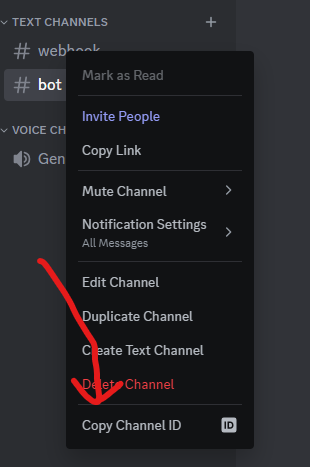 TEXT CHANNELS
webhook
bot
Mark as Read
Invite People
Copy Link
VOICE CH
Gen
Mute Channel
Notification Settings
All Messages
Edit Channel
Duplicate Channel
Create Text Channel
Delete Channel
Copy Channel ID
ID